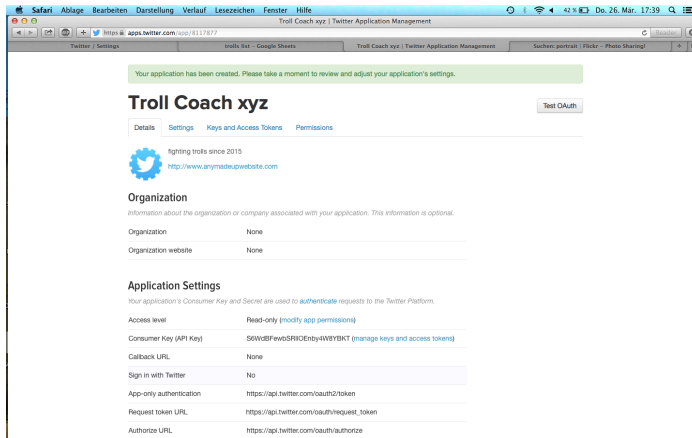 Safari Ablage Bearbeiten Darstellung Verlauf Lesezeichen Fenster Hilfe 42 % Do. 26. Mär. 17:39
Troll Coach xyz | Twitter Application Management
https apps.twitter.com/app/8117877 Reader
Twitter / Settings trolls list – Google Sheets Troll Coach xyz | Twitter Application Management Suchen: portrait | Flickr – Photo Sharing!
Your application has been created. Please take a moment to review and adjust your application's settings.
Troll Coach xyz
Test OAuth
Details Settings Keys and Access Tokens Permissions
fighting trolls since 2015
http://www.anymadeupwebsite.com
Organization
Information about the organization or company associated with your application. This information is optional.
Organization None
Organization website None
Application Settings
Your application's Consumer Key and Secret are used to authenticate requests to the Twitter Platform.
Access level Read-only (modify app permissions)
Consumer Key (API Key) S6WdBFewbSRllOEnby4W8YBKT (manage keys and access tokens)
Callback URL None
Sign in with Twitter No
App-only authentication https://api.twitter.com/oauth2/token
Request token URL https://api.twitter.com/oauth/request_token
Authorize URL https://api.twitter.com/oauth/authorize